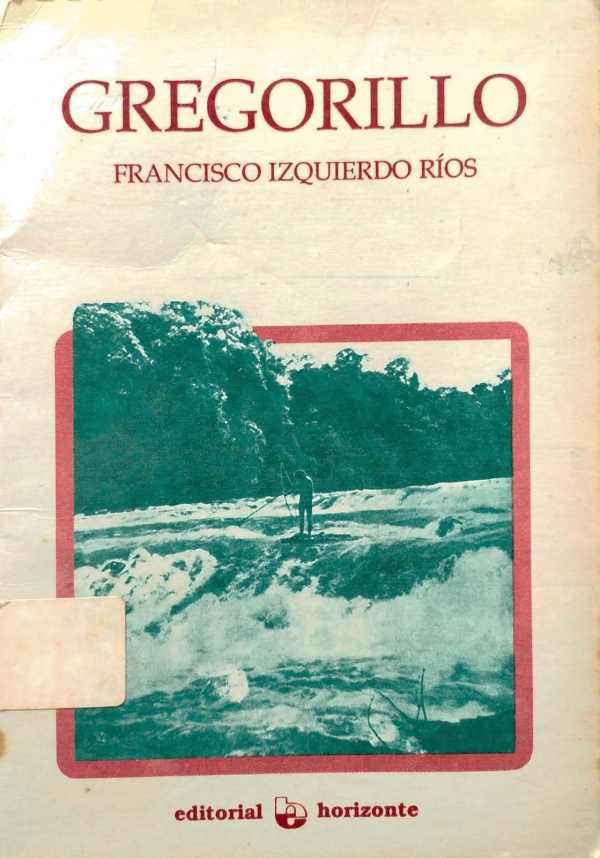 GREGORILLO
FRANCISCO IZQUIERDO RÍOS
editorial horizonte